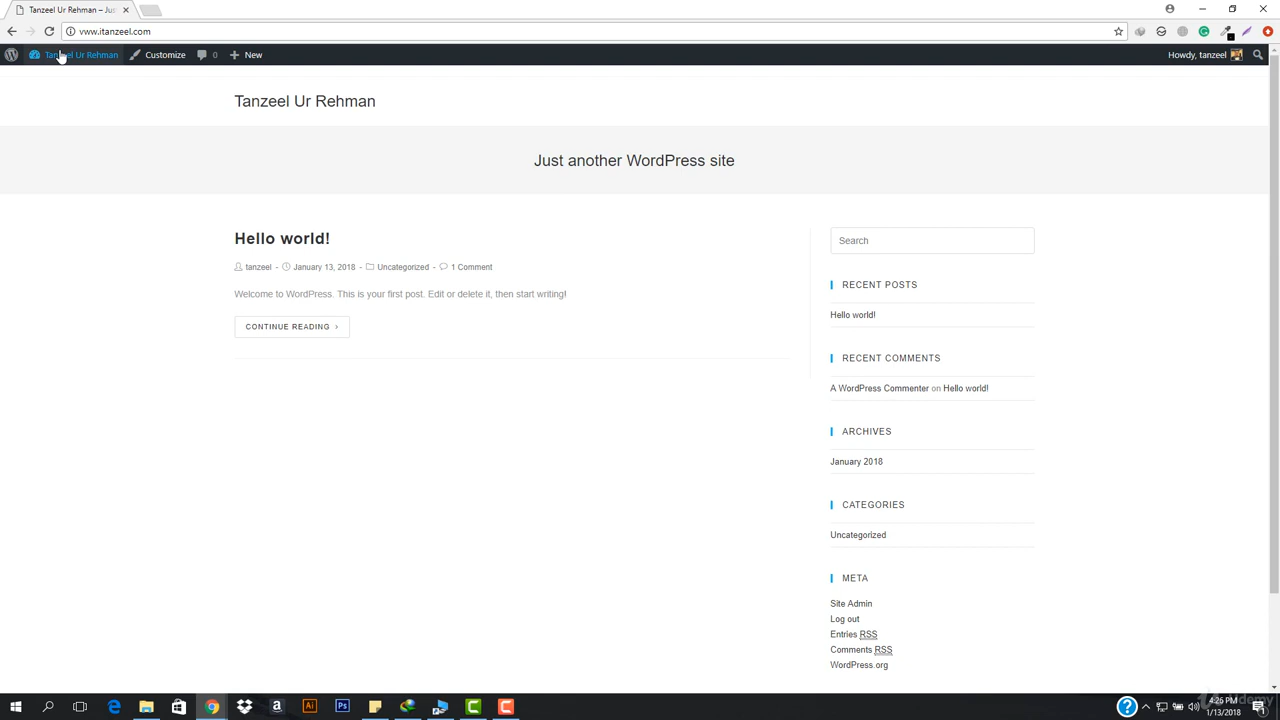 Tanzeel Ur Rehman – Jus
www.itanzeel.com
Tanzeel Ur Rehman Customize 0 New Howdy, tanzeel
Tanzeel Ur Rehman
Just another WordPress site
Hello world!
tanzeel - January 13, 2018 - Uncategorized - 1 Comment
Welcome to WordPress. This is your first post. Edit or delete it, then start writing!
CONTINUE READING >
Search
RECENT POSTS
Hello world!
RECENT COMMENTS
A WordPress Commenter on Hello world!
ARCHIVES
January 2018
CATEGORIES
Uncategorized
META
Site Admin
Log out
Entries RSS
Comments RSS
WordPress.org
4:26 PM
1/13/2018
Udemy